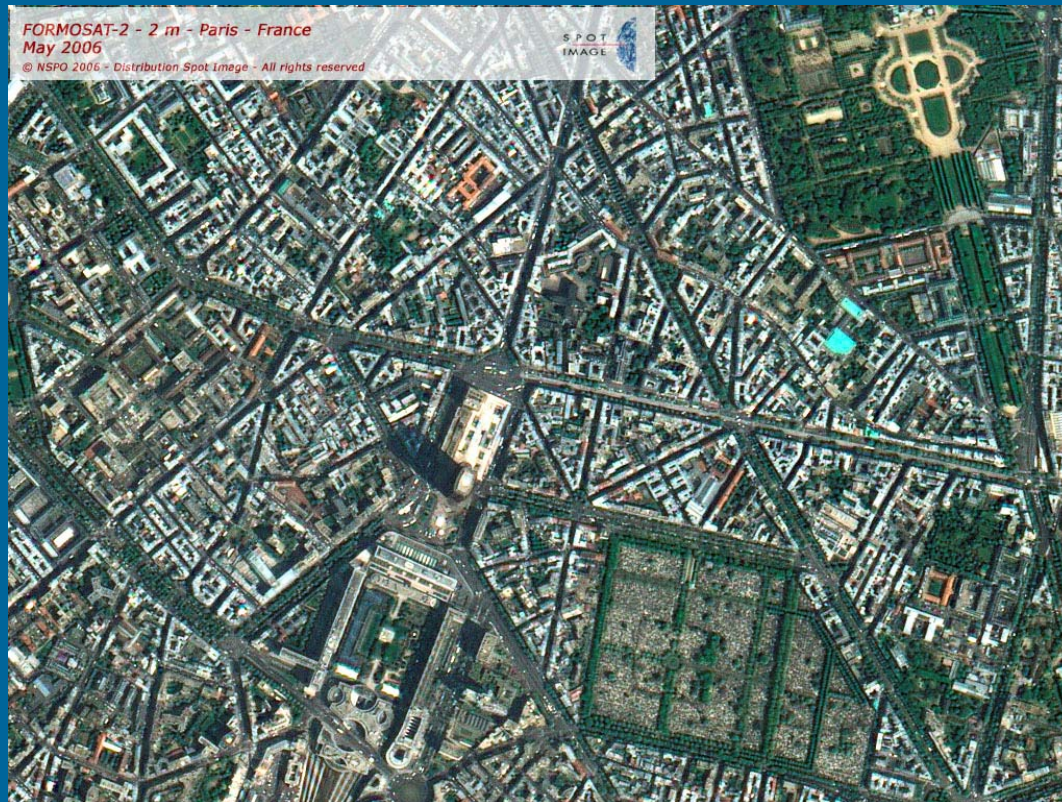 FORMOSAT-2 - 2 m - Paris - France
May 2006
© NSPO 2006 - Distribution Spot Image - All rights reserved
SPOT
IMAGE